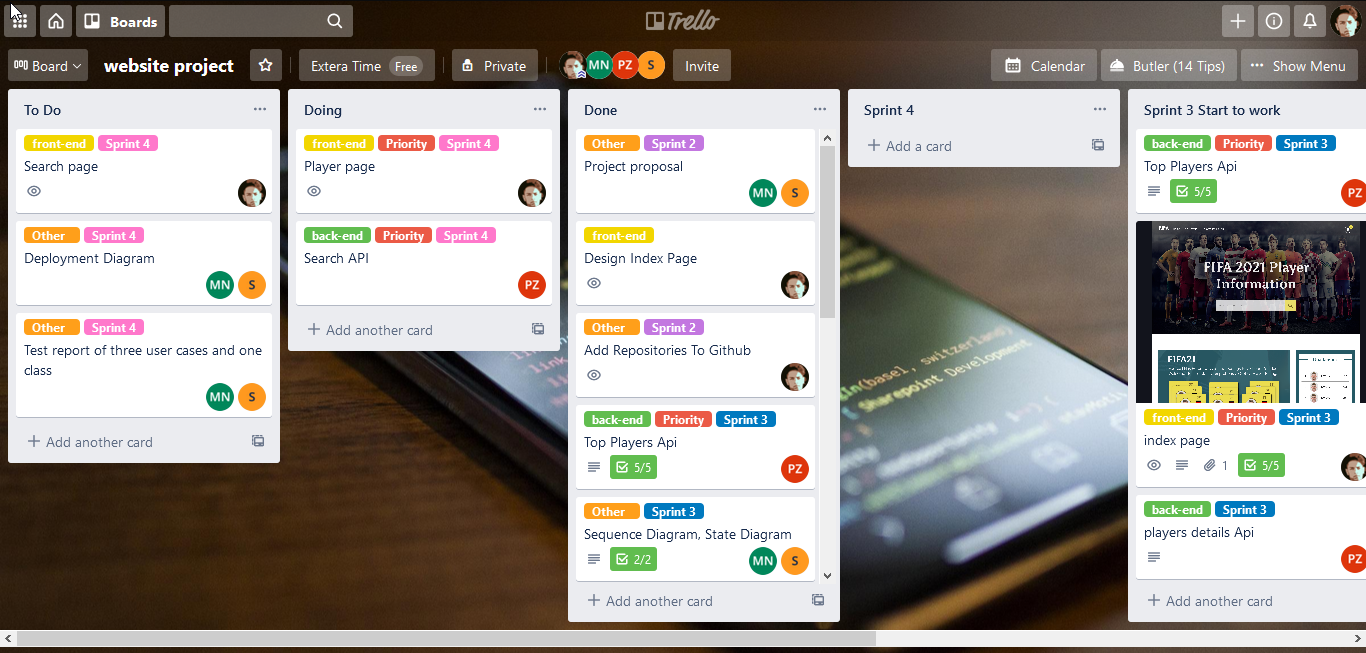 Boards
Trello
Board
website project
Extera Time Free
Private
MN PZ S
Invite
Calendar
Butler (14 Tips)
Show Menu
To Do
front-end Sprint 4
Search page
Other Sprint 4
Deployment Diagram
MN S
Other Sprint 4
Test report of three user cases and one
class
MN S
Add another card
Doing
front-end Priority Sprint 4
Player page
back-end Priority Sprint 4
Search API
PZ
Add another card
Done
Other Sprint 2
Project proposal
MN S
front-end
Design Index Page
Other Sprint 2
Add Repositories To Github
back-end Priority Sprint 3
Top Players Api
5/5
PZ
Other Sprint 3
Sequence Diagram, State Diagram
2/2
MN S
Add another card
Sprint 4
Add a card
Sprint 3 Start to work
back-end Priority Sprint 3
Top Players Api
5/5
PZ
FIFA 2021 Player
Information
FIFA21
front-end Priority Sprint 3
index page
1 5/5
back-end Sprint 3
players details Api
PZ
Add another card
(basel, switzerland)
Sharepoint Development